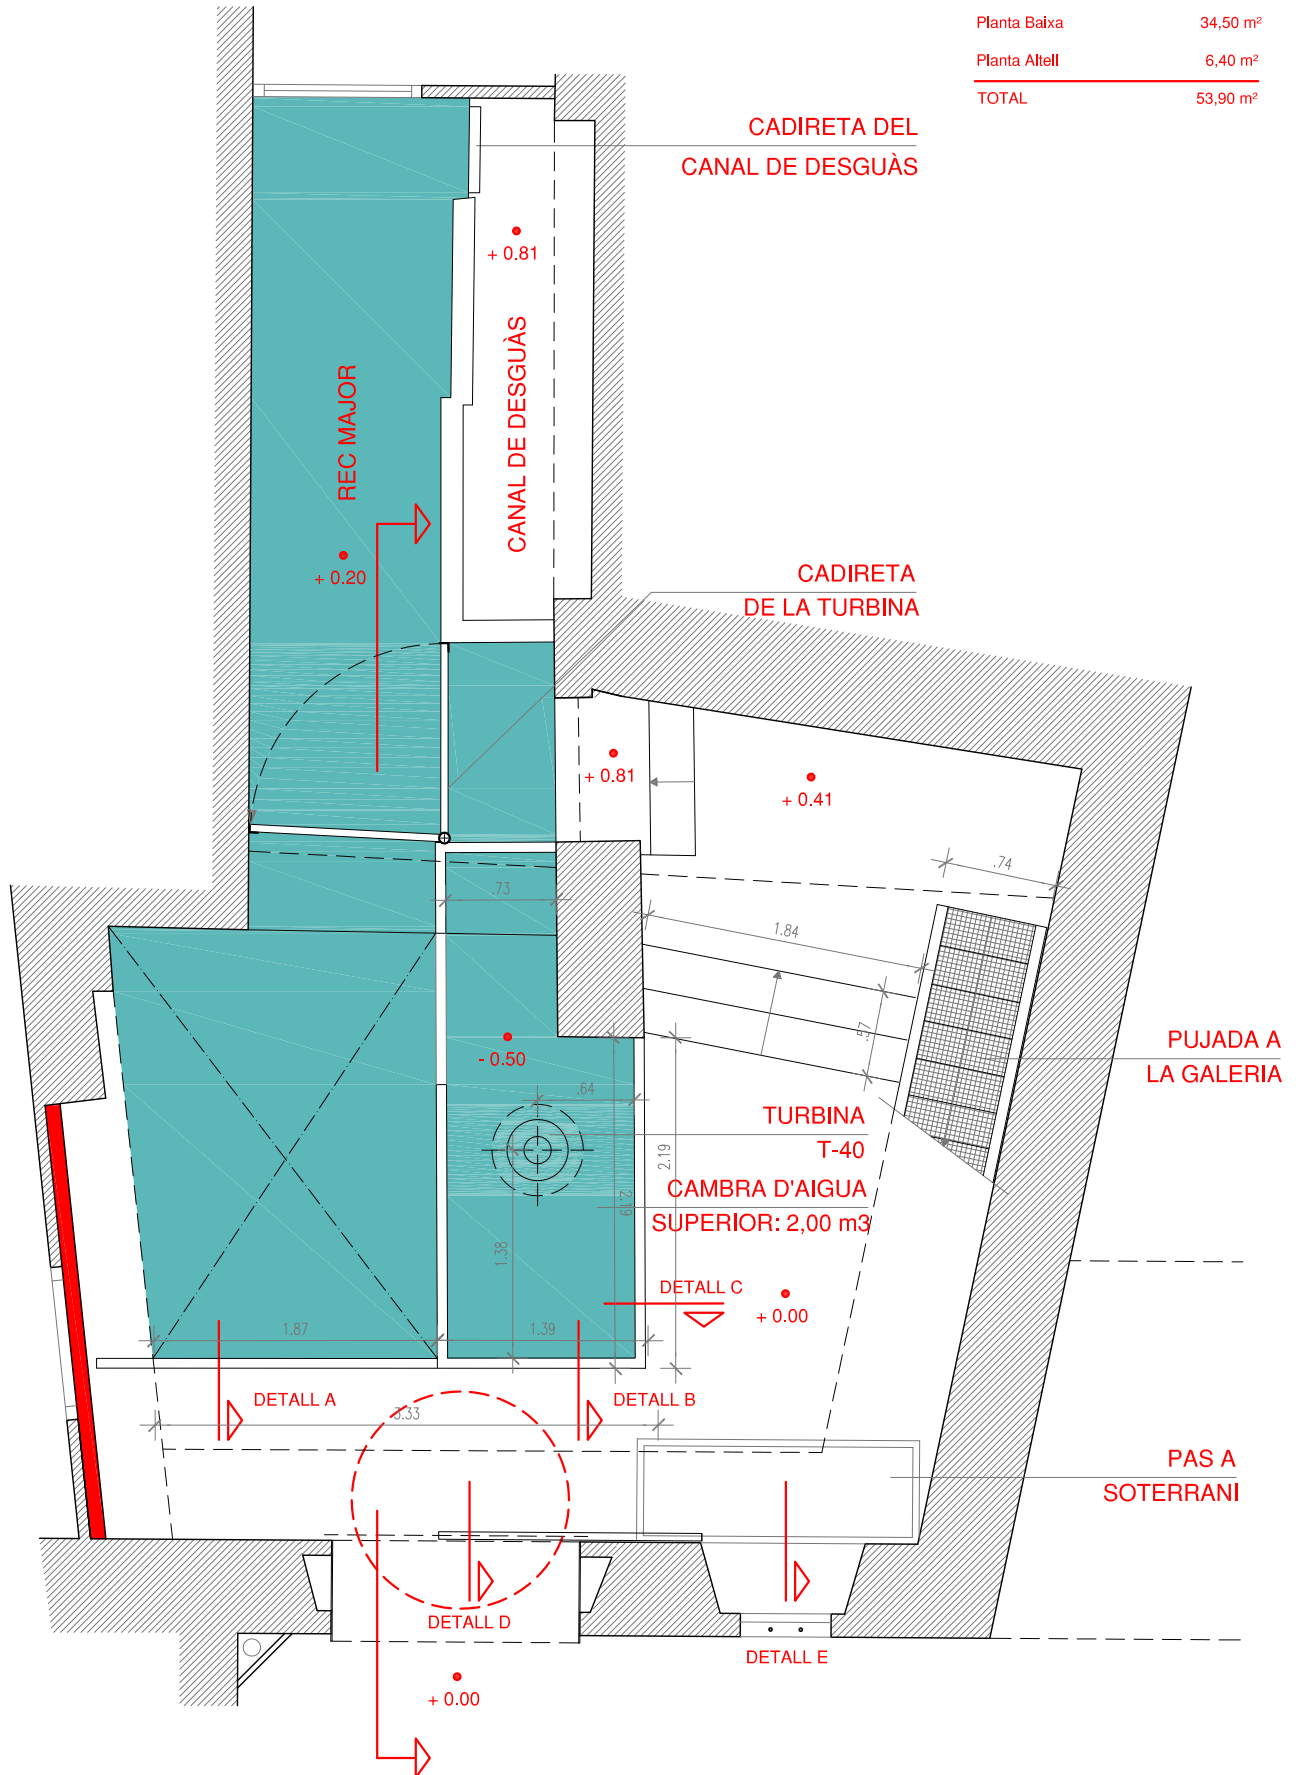 Planta Baixa 34,50 m²
Planta Altell 6,40 m²
TOTAL 53,90 m²
CADIRETA DEL
CANAL DE DESGUÀS
+ 0.81
REC MAJOR
CANAL DE DESGUÀS
+ 0.20
CADIRETA
DE LA TURBINA
+ 0.81
+ 0.41
.74
.73
1.84
.57
- 0.50
PUJADA A
LA GALERIA
.64
TURBINA
T-40
2.19
2.19
CAMBRA D'AIGUA
SUPERIOR: 2,00 m3
1.38
DETALL C
+ 0.00
1.87
1.39
DETALL A
DETALL B
3.33
PAS A
SOTERRANI
DETALL D
DETALL E
+ 0.00